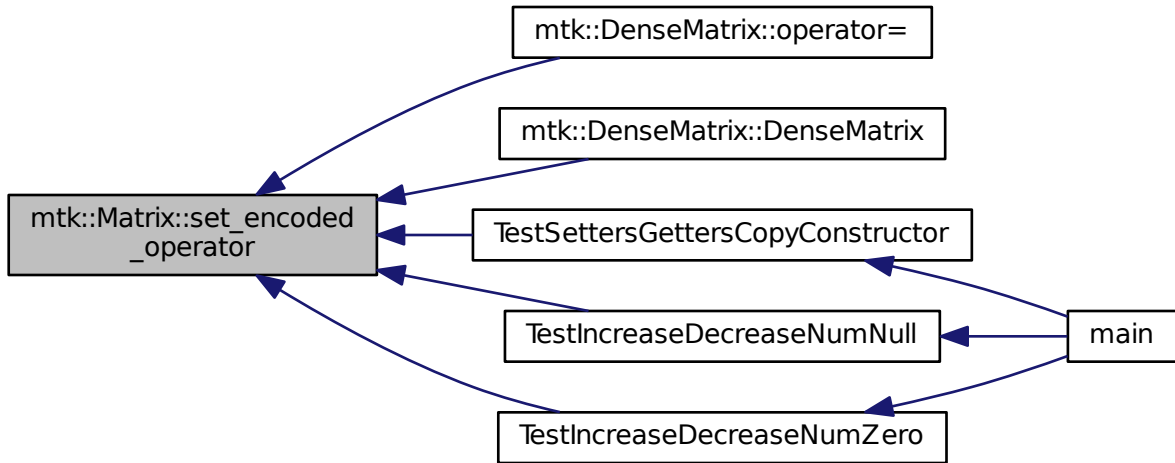 mtk::DenseMatrix::operator=
mtk::DenseMatrix::DenseMatrix
mtk::Matrix::set_encoded
_operator
TestSettersGettersCopyConstructor
TestIncreaseDecreaseNumNull
main
TestIncreaseDecreaseNumZero